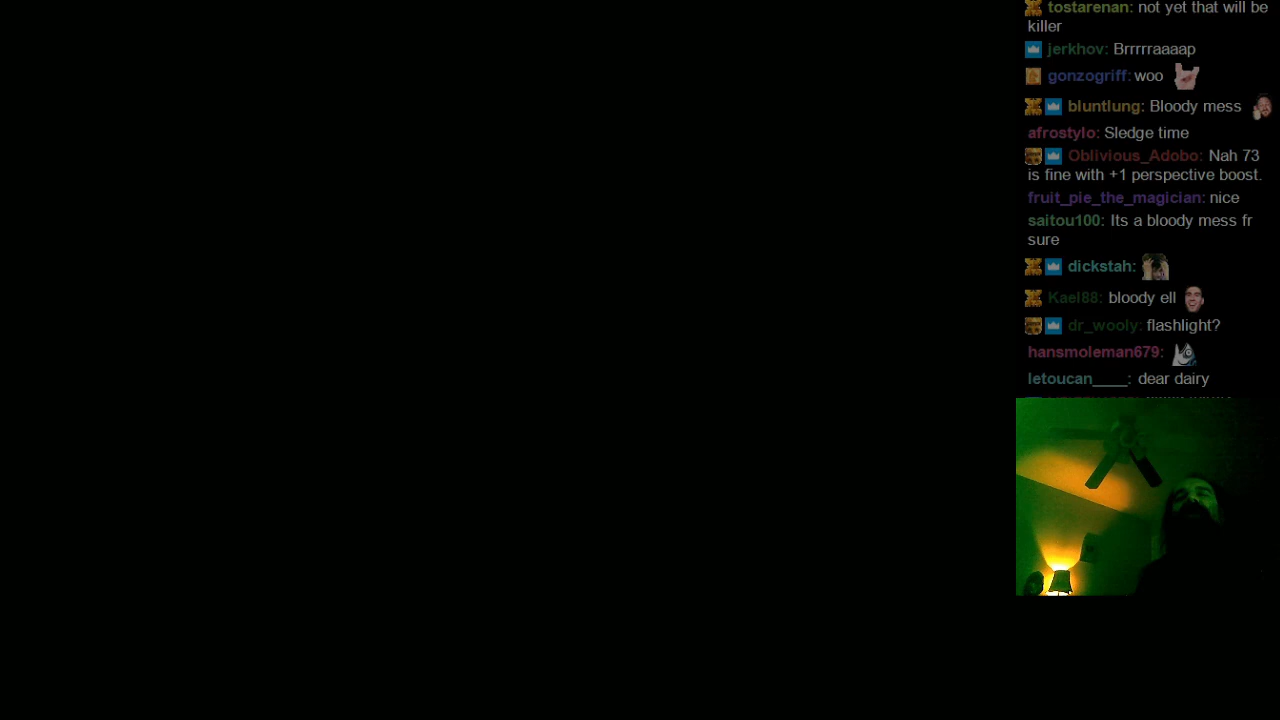 tostarenan: not yet that will be
killer
jerkhov: Brrrrraaaap
gonzogriff: woo
bluntlung: Bloody mess
afrostylo: Sledge time
Oblivious_Adobo: Nah 73
is fine with +1 perspective boost.
fruit_pie_the_magician: nice
saitou100: Its a bloody mess fr
sure
dickstah:
Kael88: bloody ell
dr_wooly: flashlight?
hansmoleman679:
letoucan____: dear dairy